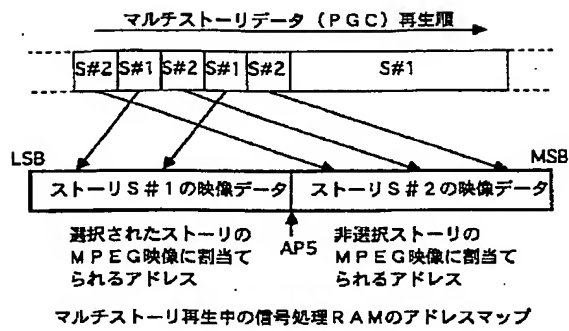 マルチストーリデータ(PGC)再生順
S#2 S#1 S#2 S#1 S#2 S#1
LSB MSB
ストーリS#1の映像データ ストーリS#2の映像データ
選択されたストーリの
MPEG映像に割当て
られるアドレス
AP5
非選択ストーリの
MPEG映像に割当て
られるアドレス
マルチストーリ再生中の信号処理RAMのアドレスマップ